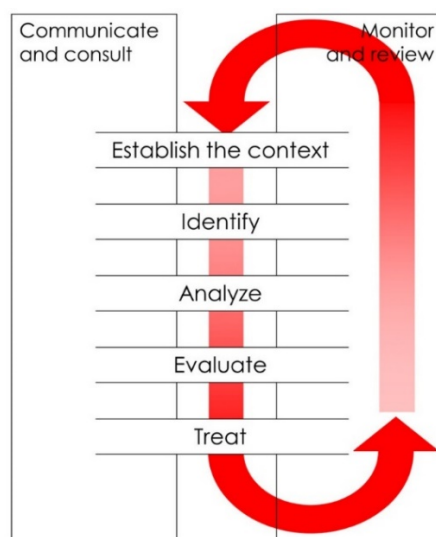 Communicate
and consult
Monitor
and review
Establish the context
Identify
Analyze
Evaluate
Treat